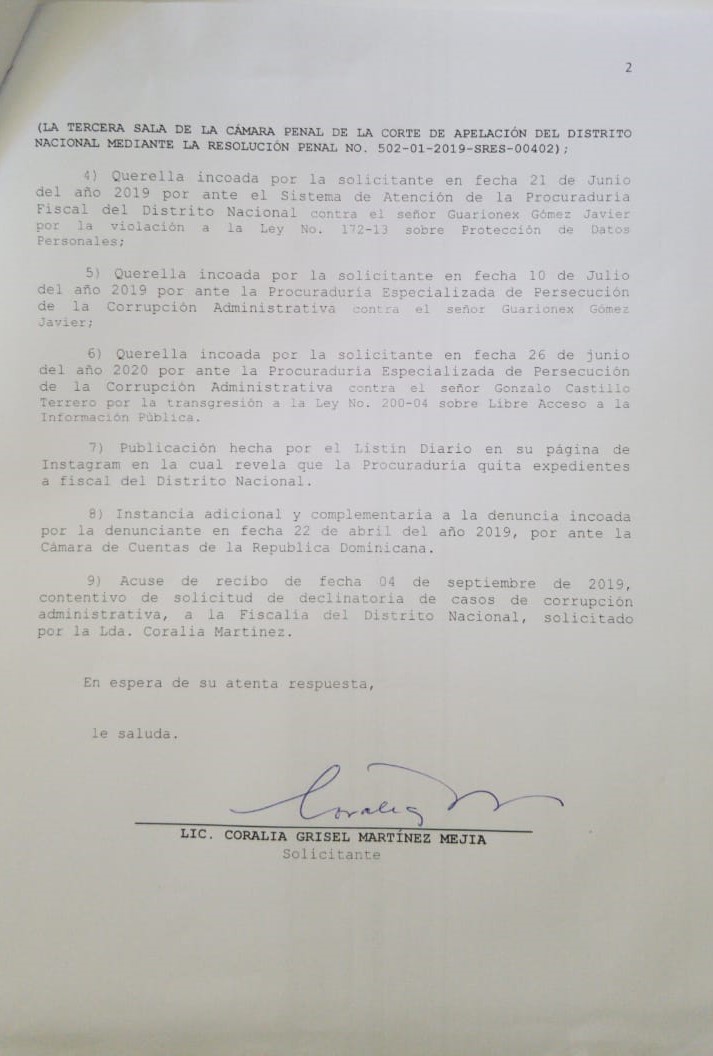 2
(LA TERCERA SALA DE LA CÁMARA PENAL DE LA CORTE DE APELACIÓN DEL DISTRITO
NACIONAL MEDIANTE LA RESOLUCIÓN PENAL NO. 502-01-2019-SRES-00402);
4) Querella incoada por la solicitante en fecha 21 de Junio
del año 2019 por ante el Sistema de Atención de la Procuraduría
Fiscal del Distrito Nacional contra el señor Guarionex Gómez Javier
por la violación a la Ley No. 172-13 sobre Protección de Datos
Personales;
5) Querella incoada por la solicitante en fecha 10 de Julio
del año 2019 por ante la Procuraduría Especializada de Persecución
de la Corrupción Administrativa contra el señor Guarionex Gómez
Javier;
6) Querella incoada por la solicitante en fecha 26 de junio
del año 2020 por ante la Procuraduría Especializada de Persecución
de la Corrupción Administrativa contra el señor Gonzalo Castillo
Terrero por la transgresión a la Ley No. 200-04 sobre Libre Acceso a la
Información Pública.
7) Publicación hecha por el Listín Diario en su página de
Instagram en la cual revela que la Procuraduría quita expedientes
a fiscal del Distrito Nacional.
8) Instancia adicional y complementaria a la denuncia incoada
por la denunciante en fecha 22 de abril del año 2019, por ante la
Cámara de Cuentas de la Republica Dominicana.
9) Acuse de recibo de fecha 04 de septiembre de 2019,
contentivo de solicitud de declinatoria de casos de corrupción
administrativa, a la Fiscalía del Distrito Nacional, solicitado
por la Lda. Coralia Martínez.
En espera de su atenta respuesta,
le saluda.
Coralia M
LIC. CORALIA GRISEL MARTÍNEZ MEJIA
Solicitante